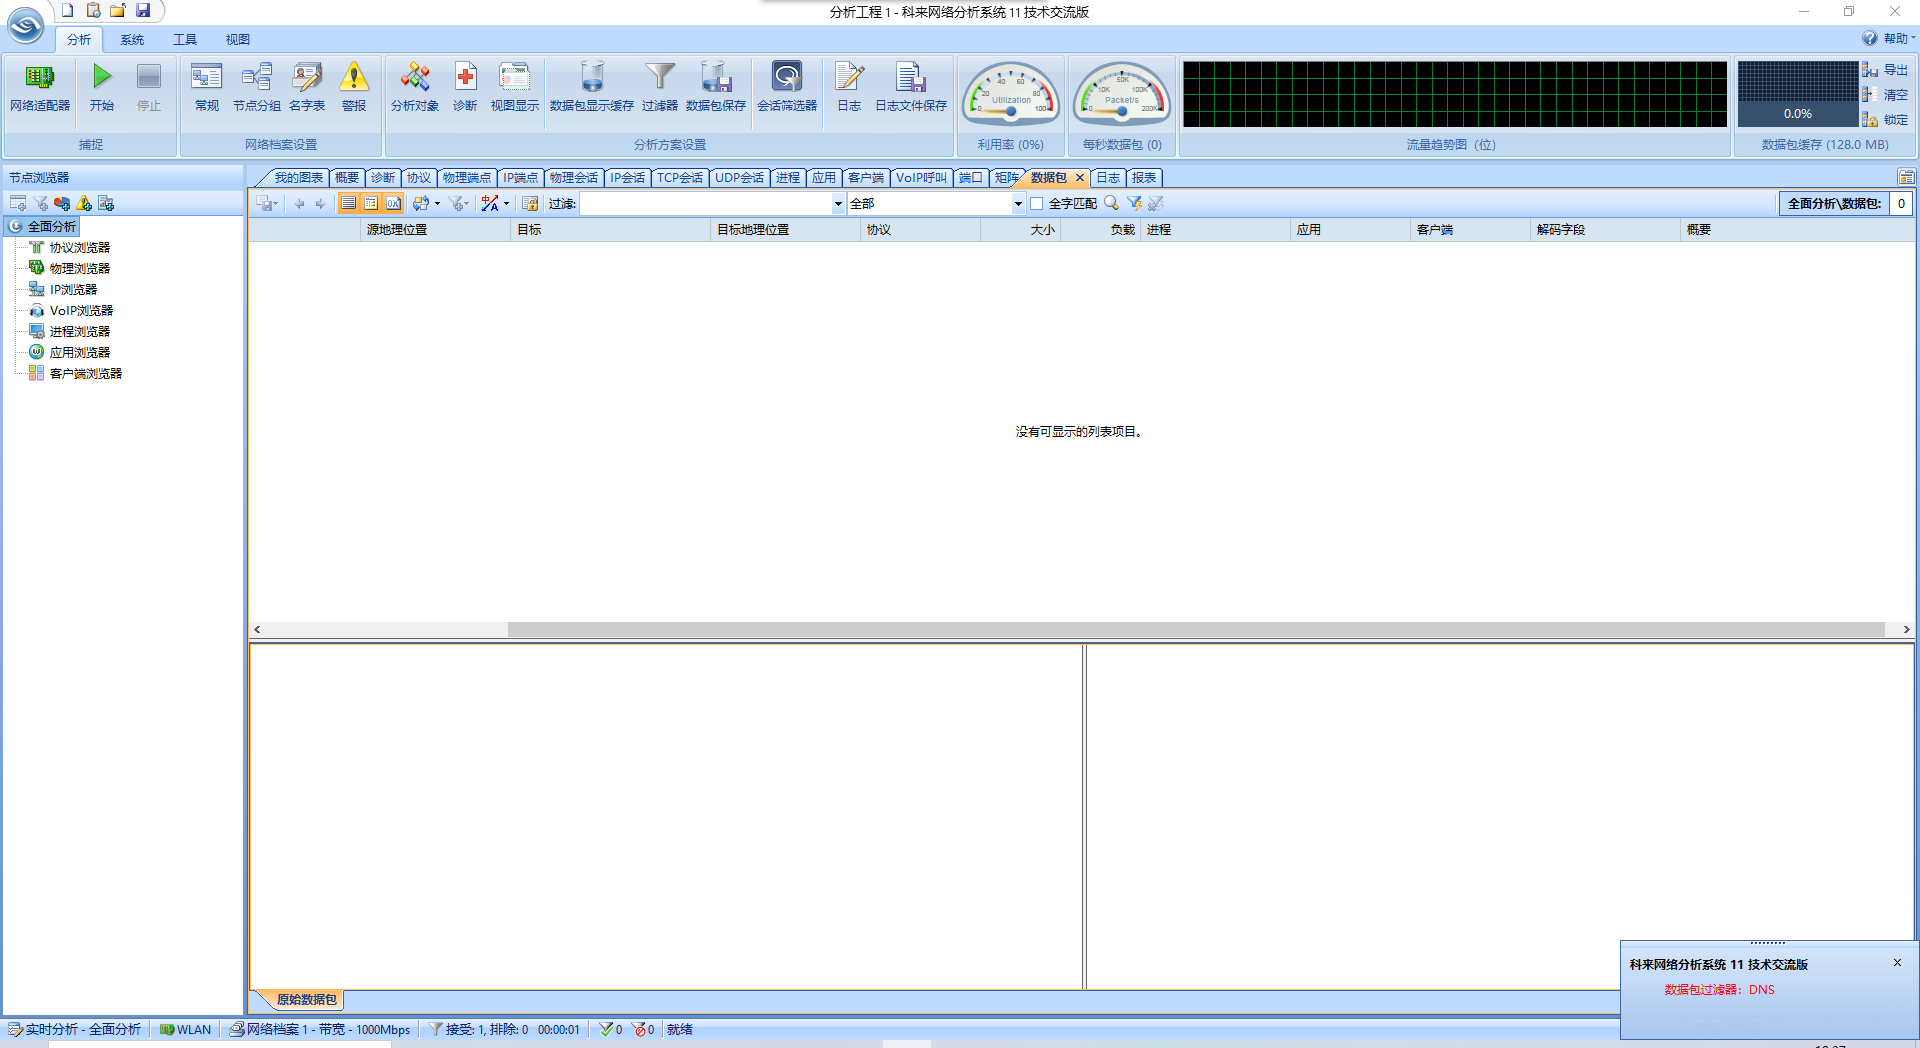 分析工程 1 - 科来网络分析系统 11 技术交流版
分析 系统 工具 视图 帮助
网络适配器 开始 停止 常规 节点分组 名字表 警报 分析对象 诊断 视图显示 数据包显示缓存 过滤器 数据包保存 会话筛选器 日志 日志文件保存
0 20 40 60 80 100 Utilization
0 10K 50K 100K 200K Packet/s
0.0%
导出
清空
锁定
捕捉 网络档案设置 分析方案设置 利用率 (0%) 每秒数据包 (0) 流量趋势图 (位) 数据包缓存 (128.0 MB)
节点浏览器
我的图表 概要 诊断 协议 物理端点 IP端点 物理会话 IP会话 TCP会话 UDP会话 进程 应用 客户端 VoIP呼叫 端口 矩阵 数据包 日志 报表
过滤: 全部 全字匹配 全面分析\数据包: 0
源地理位置 目标 目标地理位置 协议 大小 负载 进程 应用 客户端 解码字段 概要
全面分析
协议浏览器
物理浏览器
IP浏览器
VoIP浏览器
进程浏览器
应用浏览器
客户端浏览器
没有可显示的列表项目。
原始数据包
科来网络分析系统 11 技术交流版
数据包过滤器: DNS
实时分析 - 全面分析 WLAN 网络档案 1 - 带宽 - 1000Mbps 接受: 1, 排除: 0 00:00:01 0 0 就绪